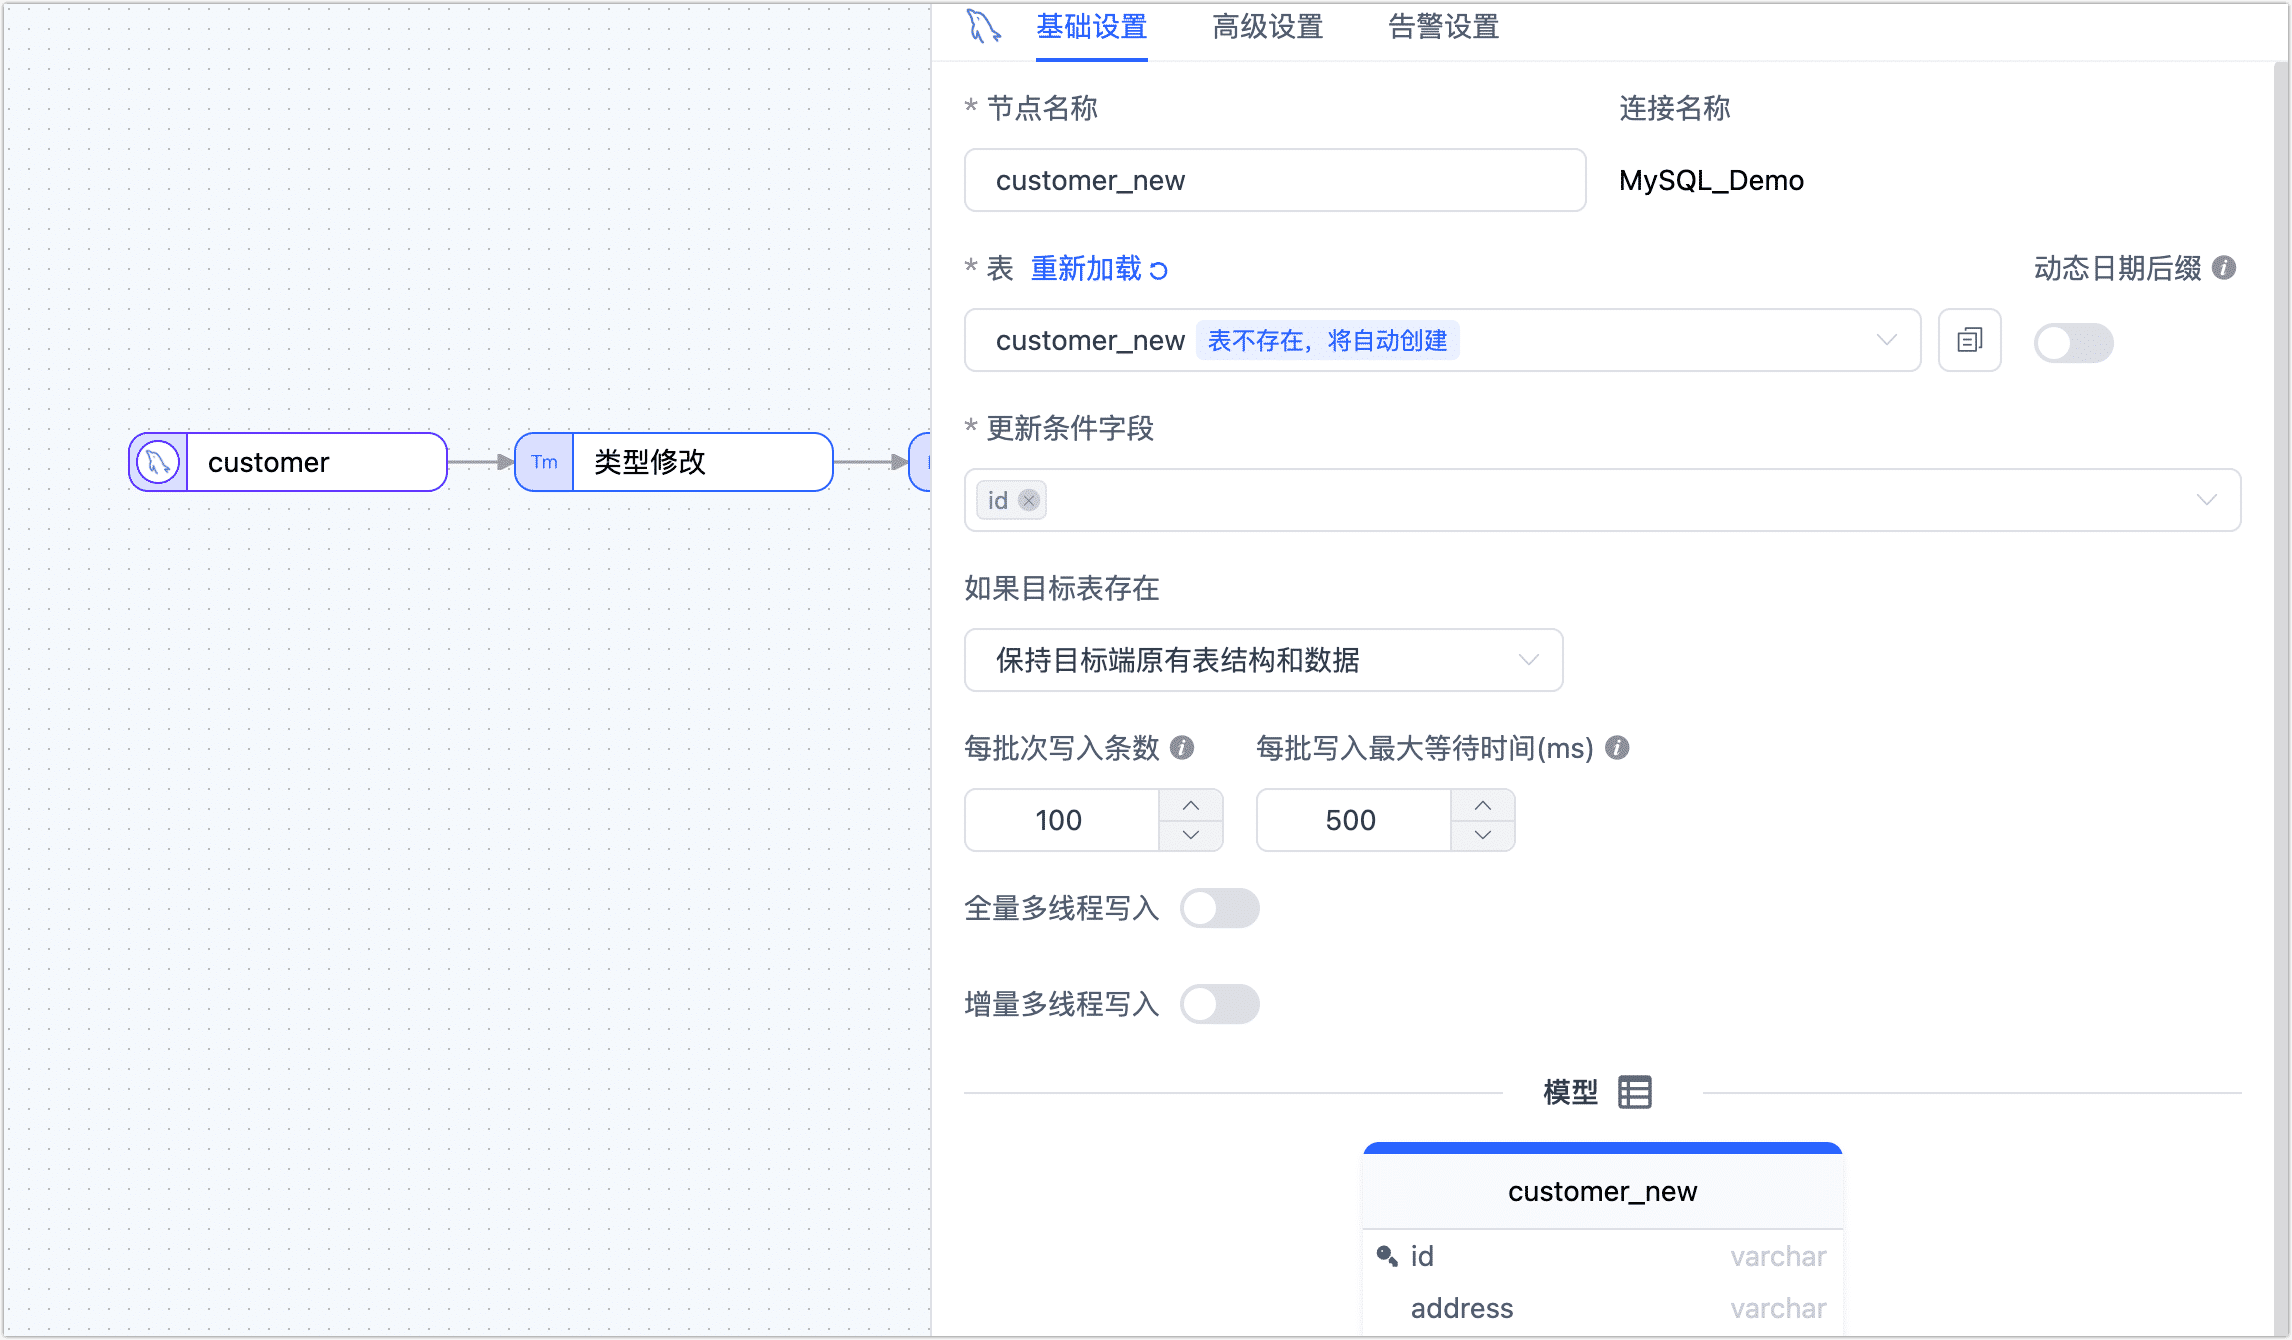 基础设置 高级设置 告警设置
* 节点名称 连接名称
customer_new MySQL_Demo
* 表 重新加载 动态日期后缀
customer_new 表不存在，将自动创建
* 更新条件字段
customer Tm 类型修改
id
如果目标表存在
保持目标端原有表结构和数据
每批次写入条数 每批写入最大等待时间(ms)
100 500
全量多线程写入
增量多线程写入
模型
customer_new
id varchar
address varchar